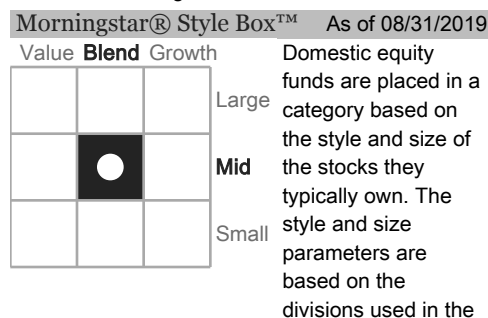 Morningstar® Style Box™ As of 08/31/2019
Value Blend Growth
Large
Mid
Small
Domestic equity
funds are placed in a
category based on
the style and size of
the stocks they
typically own. The
style and size
parameters are
based on the
divisions used in the